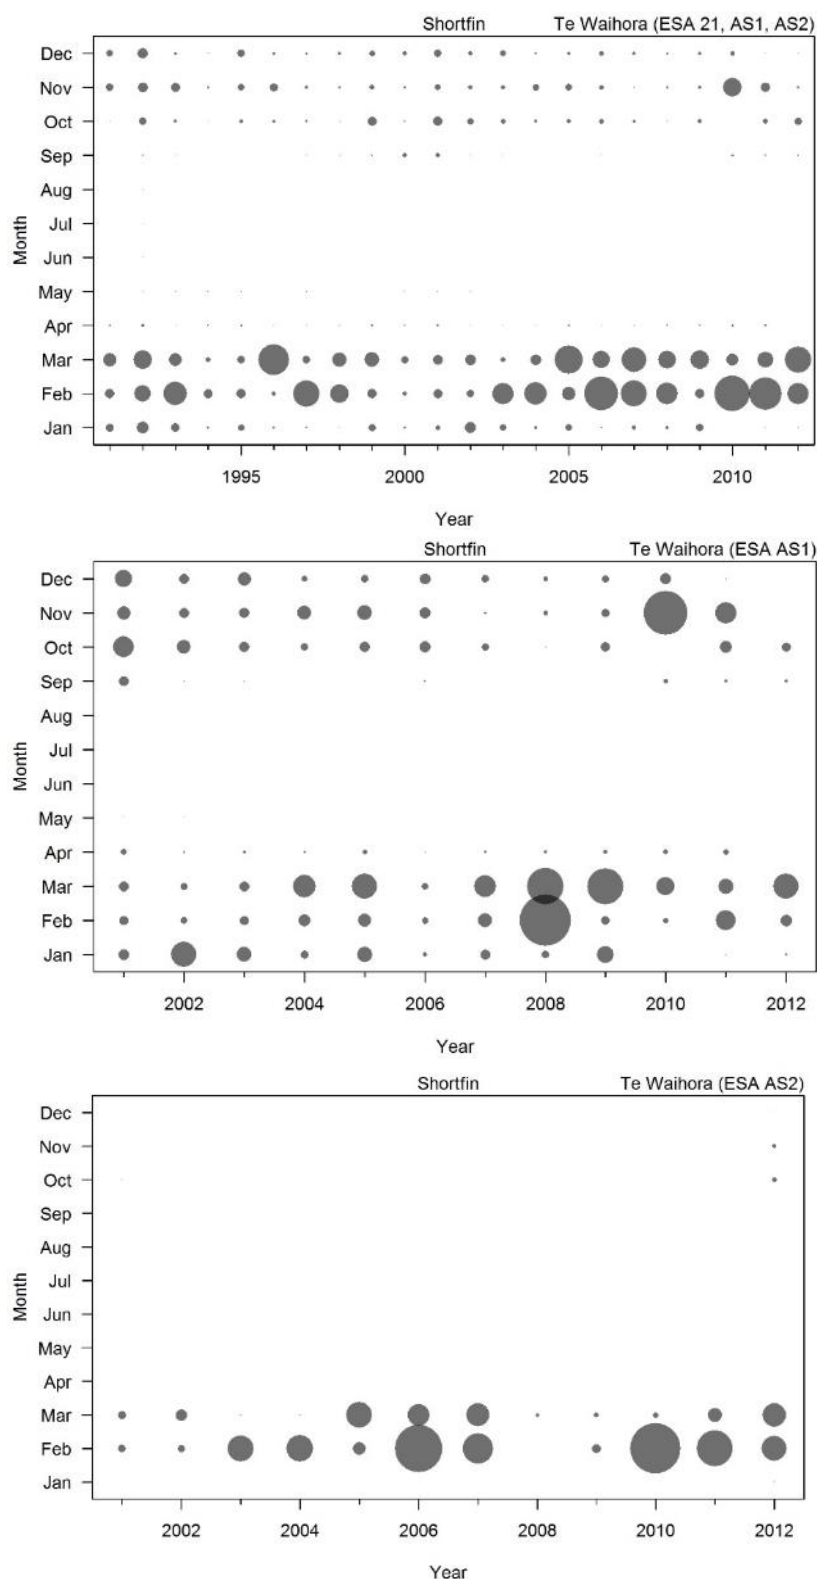 Shortfin Te Waihora (ESA 21, AS1, AS2)
Dec
Nov
Oct
Sep
Aug
Jul
Jun
May
Apr
Mar
Feb
Jan
Month
1995 2000 2005 2010
Year
Shortfin Te Waihora (ESA AS1)
Dec
Nov
Oct
Sep
Aug
Jul
Jun
May
Apr
Mar
Feb
Jan
Month
2002 2004 2006 2008 2010 2012
Year
Shortfin Te Waihora (ESA AS2)
Dec
Nov
Oct
Sep
Aug
Jul
Jun
May
Apr
Mar
Feb
Jan
Month
2002 2004 2006 2008 2010 2012
Year